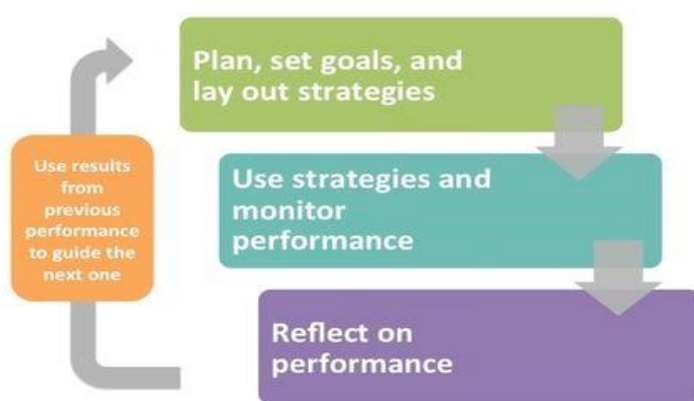 Plan, set goals, and
lay out strategies
Use strategies and
monitor
performance
Reflect on
performance
Use results
from
previous
performance
to guide the
next one